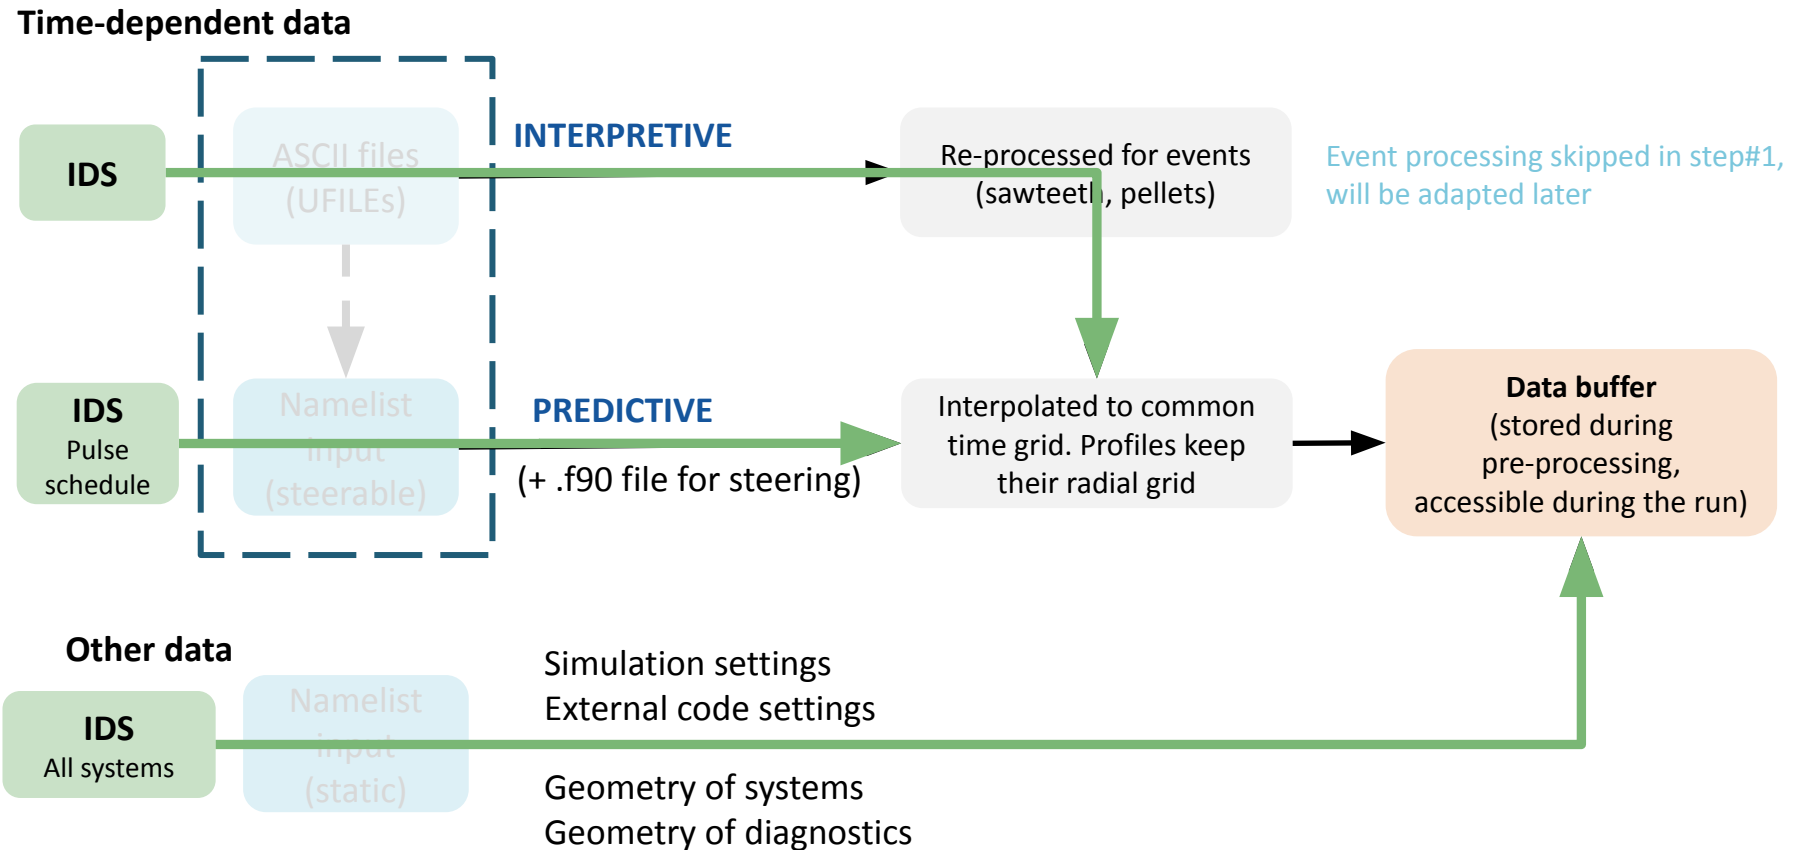 Time-dependent data
IDS
ASCII files
(UFILEs)
INTERPRETIVE
Re-processed for events
(sawteeth, pellets)
Event processing skipped in step#1,
will be adapted later
IDS
Pulse
schedule
Namelist
input
(steerable)
PREDICTIVE
(+ .f90 file for steering)
Interpolated to common
time grid. Profiles keep
their radial grid
Data buffer
(stored during
pre-processing,
accessible during the run)
Other data
IDS
All systems
Namelist
input
(static)
Simulation settings
External code settings
Geometry of systems
Geometry of diagnostics